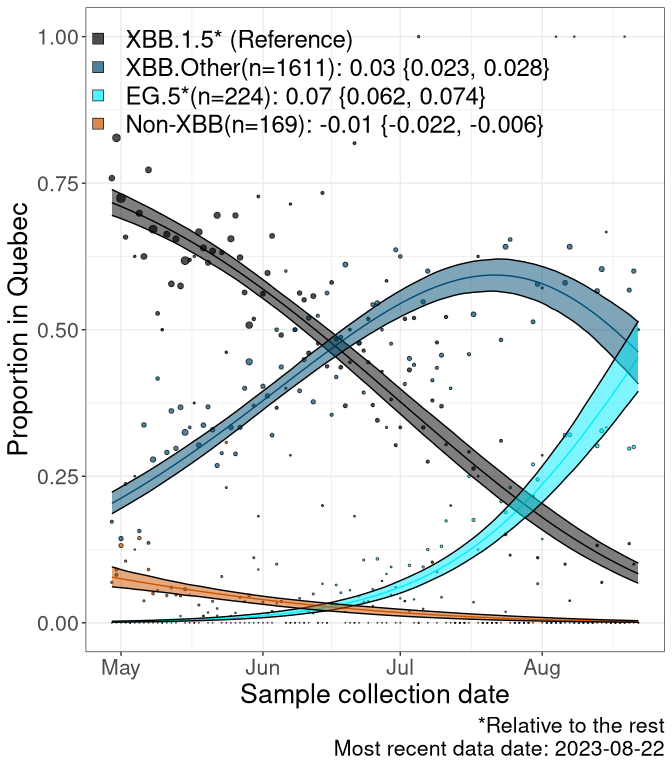 1.00
XBB.1.5* (Reference)
XBB.Other(n=1611): 0.03 {0.023, 0.028}
EG.5*(n=224): 0.07 {0.062, 0.074}
Non-XBB(n=169): -0.01 {-0.022, -0.006}
0.75
Proportion in Quebec
0.50
0.25
0.00
May Jun Jul Aug
Sample collection date
*Relative to the rest
Most recent data date: 2023-08-22